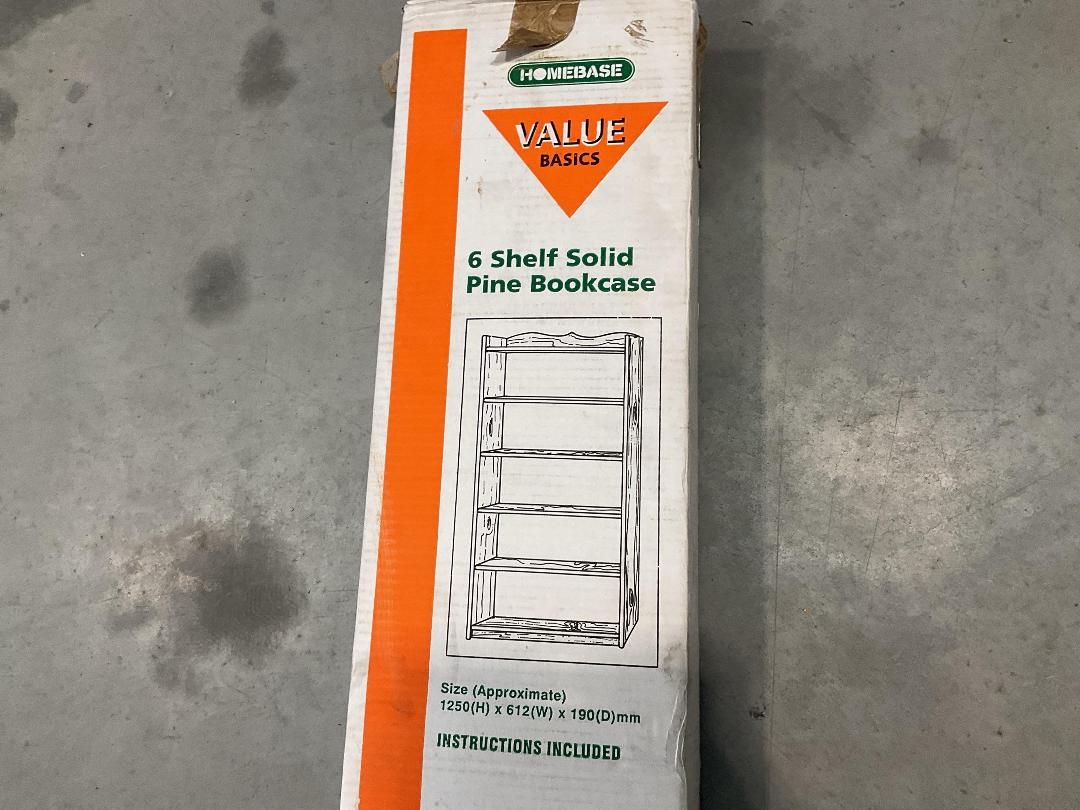 HOMEBASE
VALUE
BASICS
6 Shelf Solid
Pine Bookcase
Size (Approximate)
1250(H) x 612(W) x 190(D)mm
INSTRUCTIONS INCLUDED